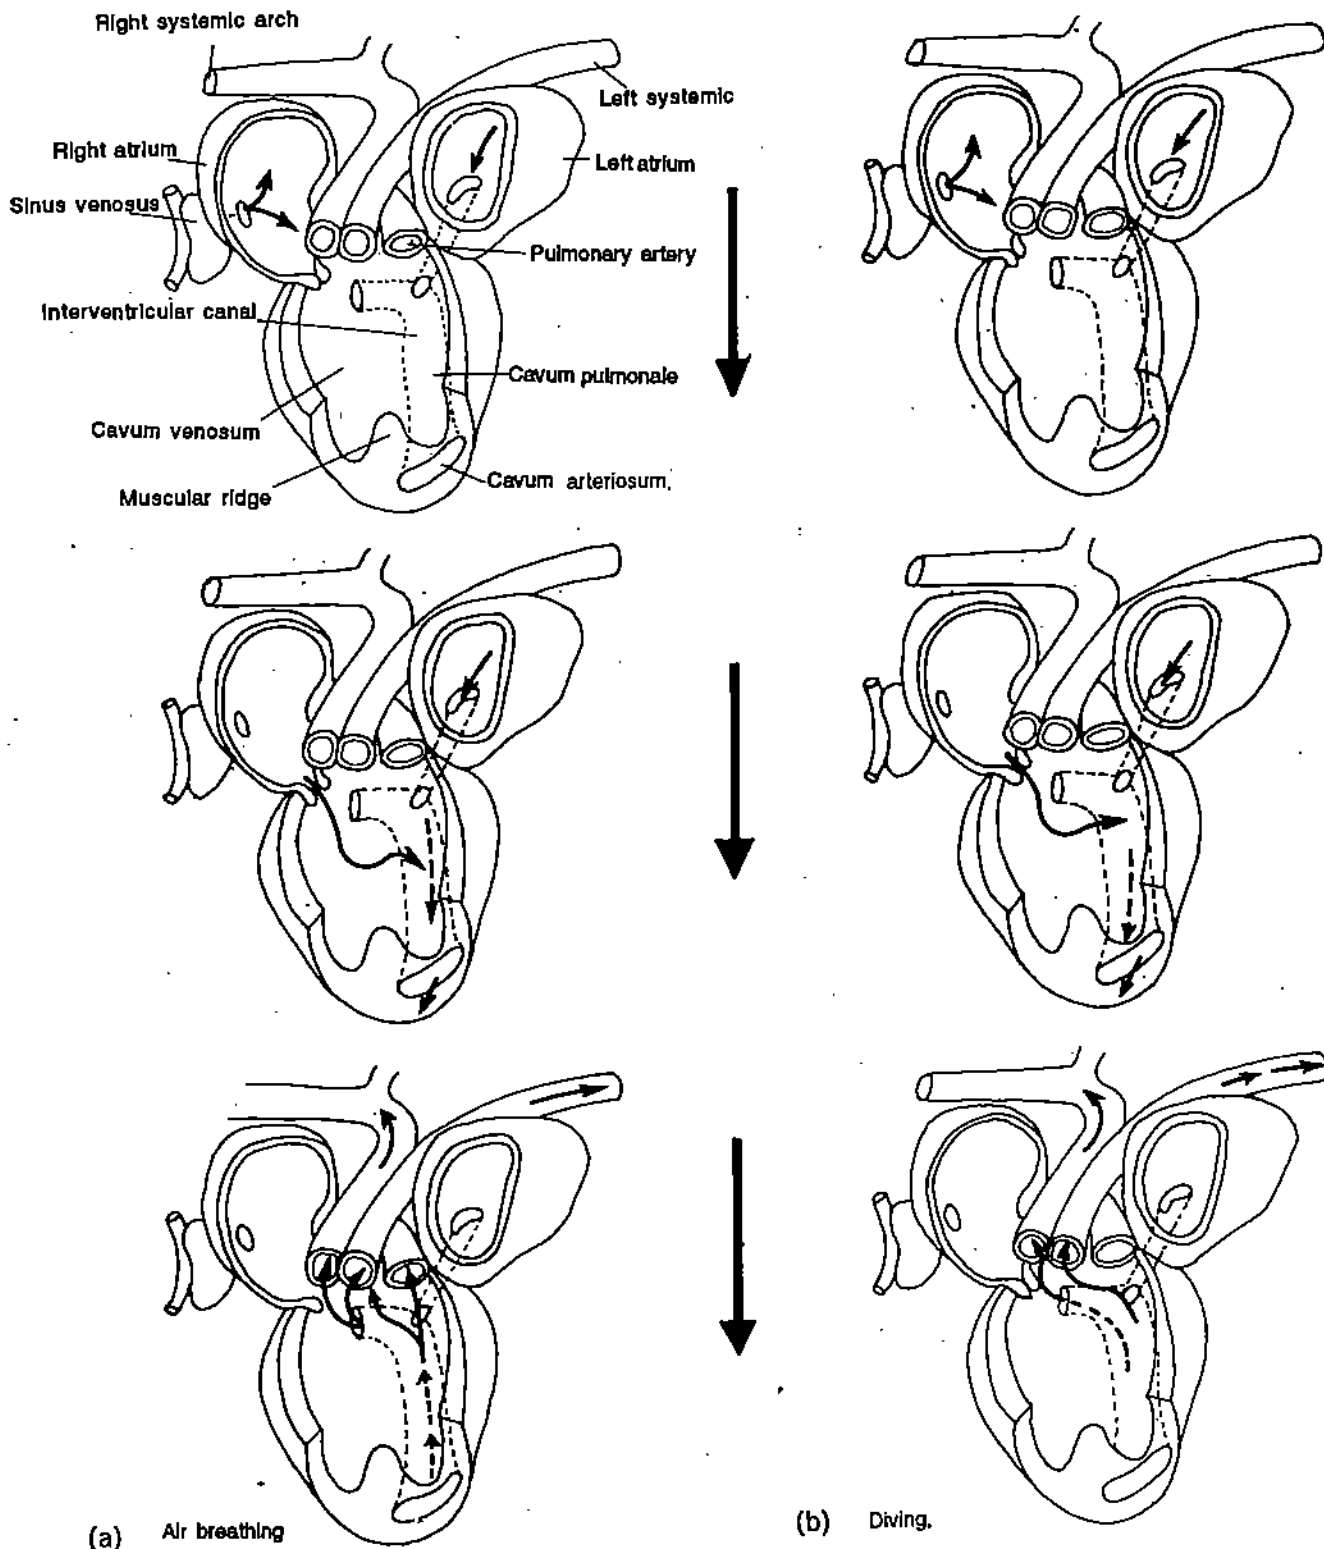 Right systemic arch
Left systemic
Right atrium
Left atrium
Sinus venosus
Pulmonary artery
Interventricular canal
Cavum pulmonale
Cavum venosum
Cavum arteriosum.
Muscular ridge
(a) Air breathing
(b) Diving.